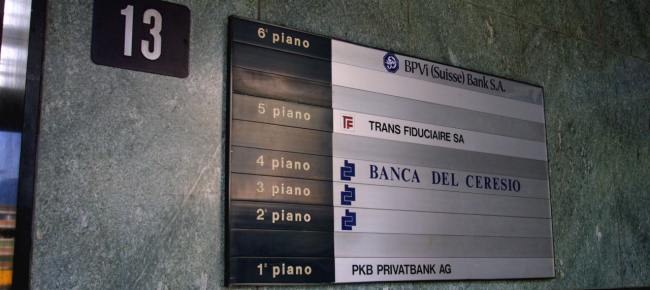 13
6° piano
BPVi (Suisse) Bank S.A.
5 piano
TF TRANS FIDUCIAIRE SA
4 piano
BANCA DEL CERESIO
3 piano
2° piano
1° piano
PKB PRIVATBANK AG